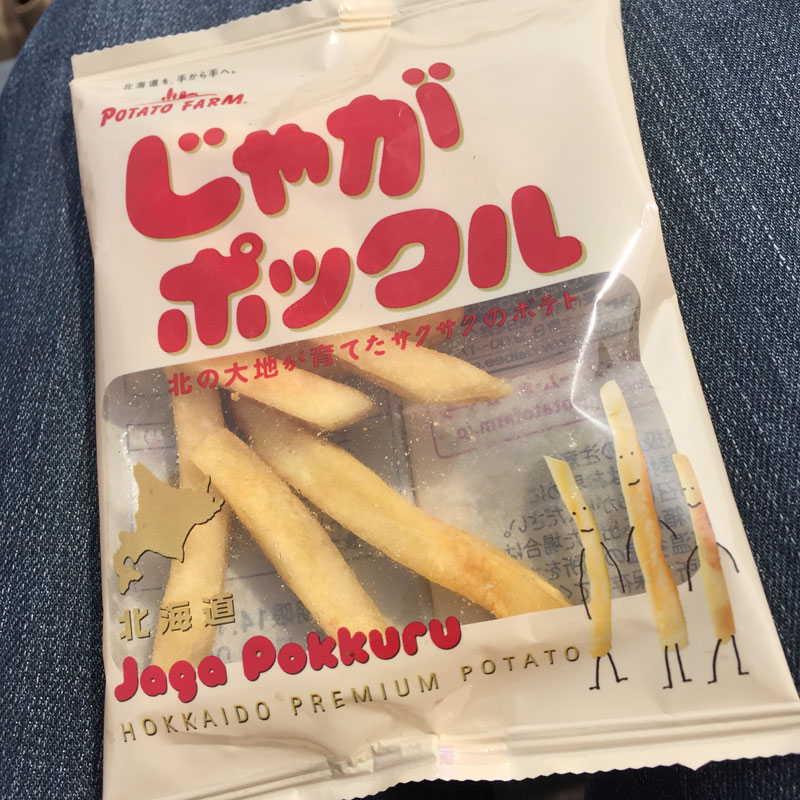 北海道を、手から手へ。
POTATO FARM.
じゃが
ポックル
北の大地が育てたサクサクのポテト
北海道
Jaga Pokkuru
HOKKAIDO PREMIUM POTATO